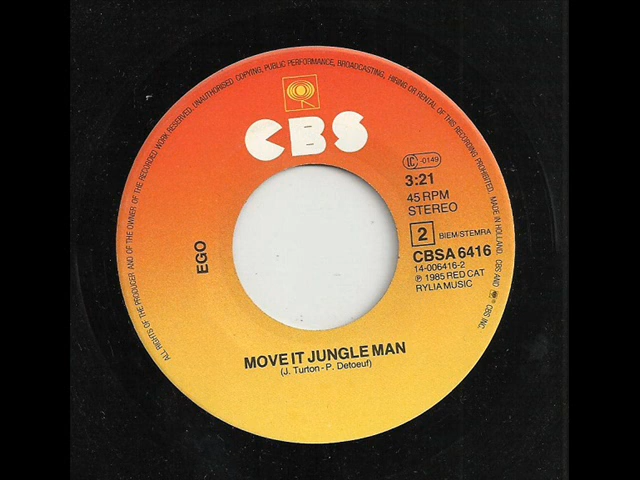 ALL RIGHTS OF THE PRODUCER AND OF THE OWNER OF THE RECORDED WORK RESERVED. UNAUTHORISED COPYING, PUBLIC PERFORMANCE, BROADCASTING, HIRING OR RENTAL OF THIS RECORDING PROHIBITED. MADE IN HOLLAND. CBS AND CBS INC.
CBS
LC -0149
3:21
45 RPM
STEREO
2 BIEM/STEMRA
CBSA 6416
14-006416-2
℗ 1985 RED CAT
RYLIA MUSIC
EGO
MOVE IT JUNGLE MAN
(J. Turton - P. Detoeuf)